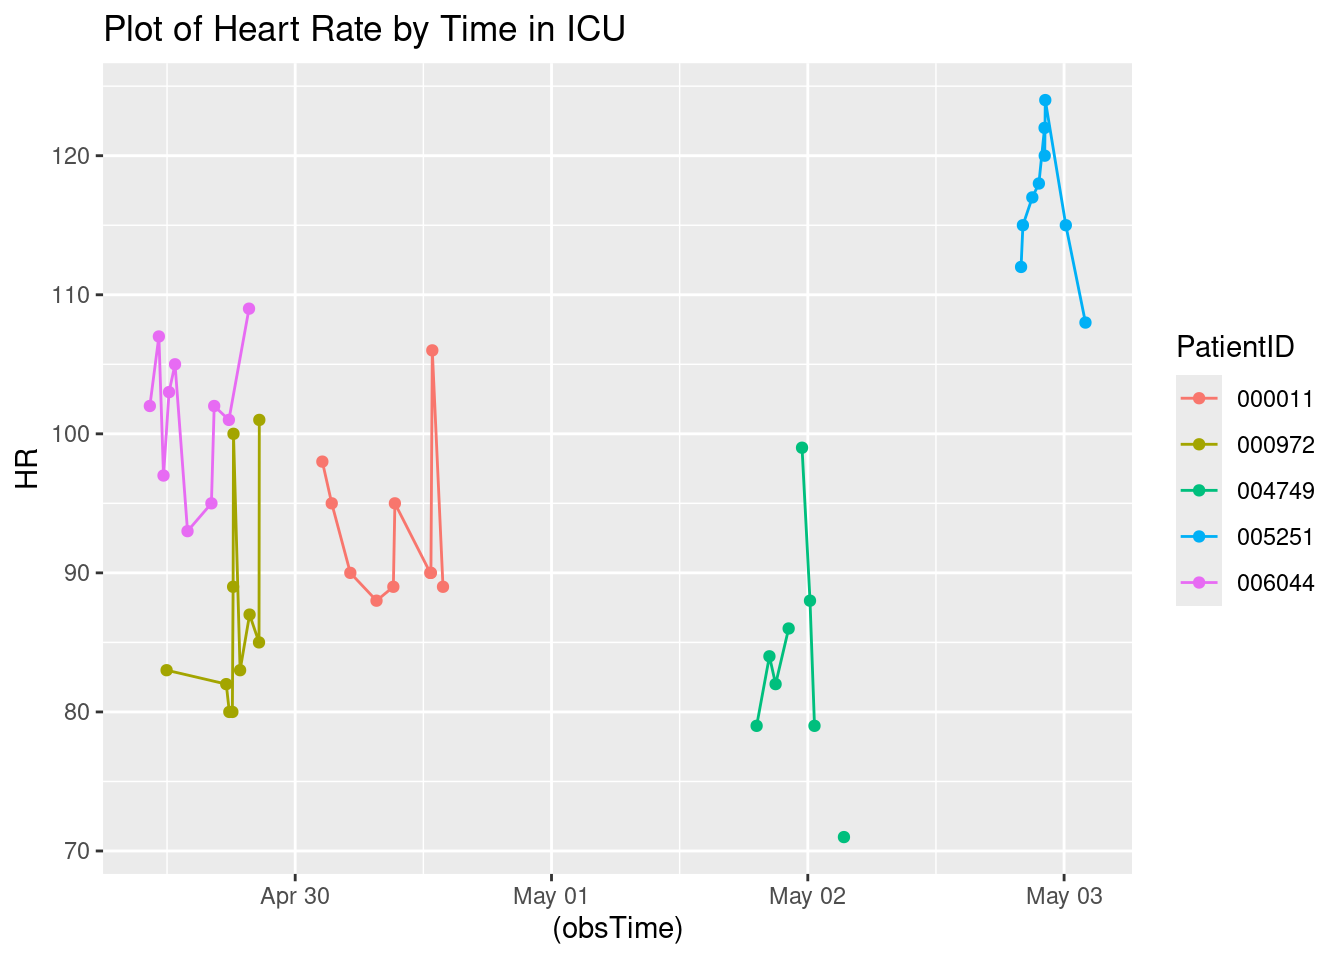 Plot of Heart Rate by Time in ICU
120
110
100
90
80
70
HR
Apr 30
May 01
May 02
May 03
(obsTime)
PatientID
000011
000972
004749
005251
006044